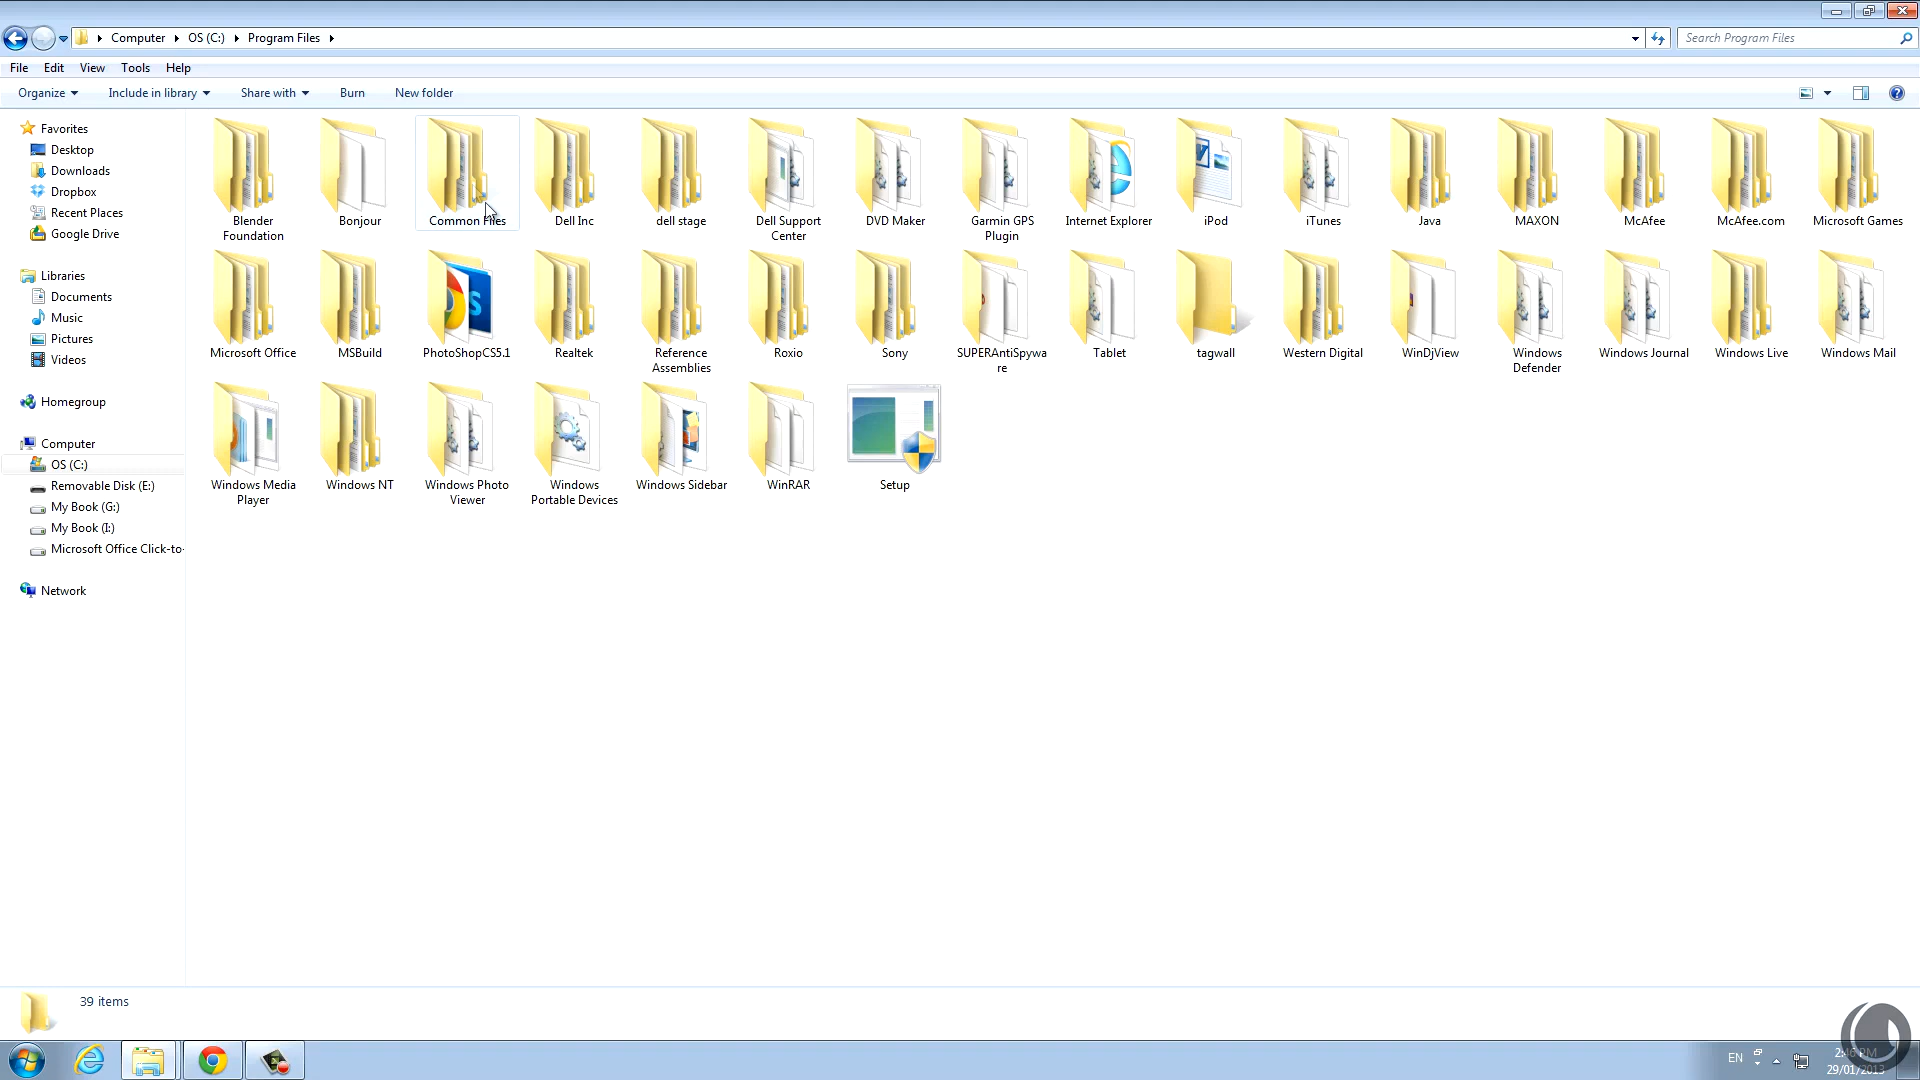 Computer OS (C:) Program Files
Search Program Files
File Edit View Tools Help
Organize Include in library Share with Burn New folder
Favorites
Desktop
Downloads
Dropbox
Recent Places
Google Drive
Libraries
Documents
Music
Pictures
Videos
Homegroup
Computer
OS (C:)
Removable Disk (E:)
My Book (G:)
My Book (I:)
Microsoft Office Click-to-
Network
Blender
Foundation
Bonjour
Common Files
Dell Inc
dell stage
Dell Support
Center
DVD Maker
Garmin GPS
Plugin
Internet Explorer
iPod
iTunes
Java
MAXON
McAfee
McAfee.com
Microsoft Games
Microsoft Office
MSBuild
PhotoShopCS5.1
Realtek
Reference
Assemblies
Roxio
Sony
SUPERAntiSpywa
re
Tablet
tagwall
Western Digital
WinDjView
Windows
Defender
Windows Journal
Windows Live
Windows Mail
Windows Media
Player
Windows NT
Windows Photo
Viewer
Windows
Portable Devices
Windows Sidebar
WinRAR
Setup
39 items
EN
2:46 PM
29/01/2013